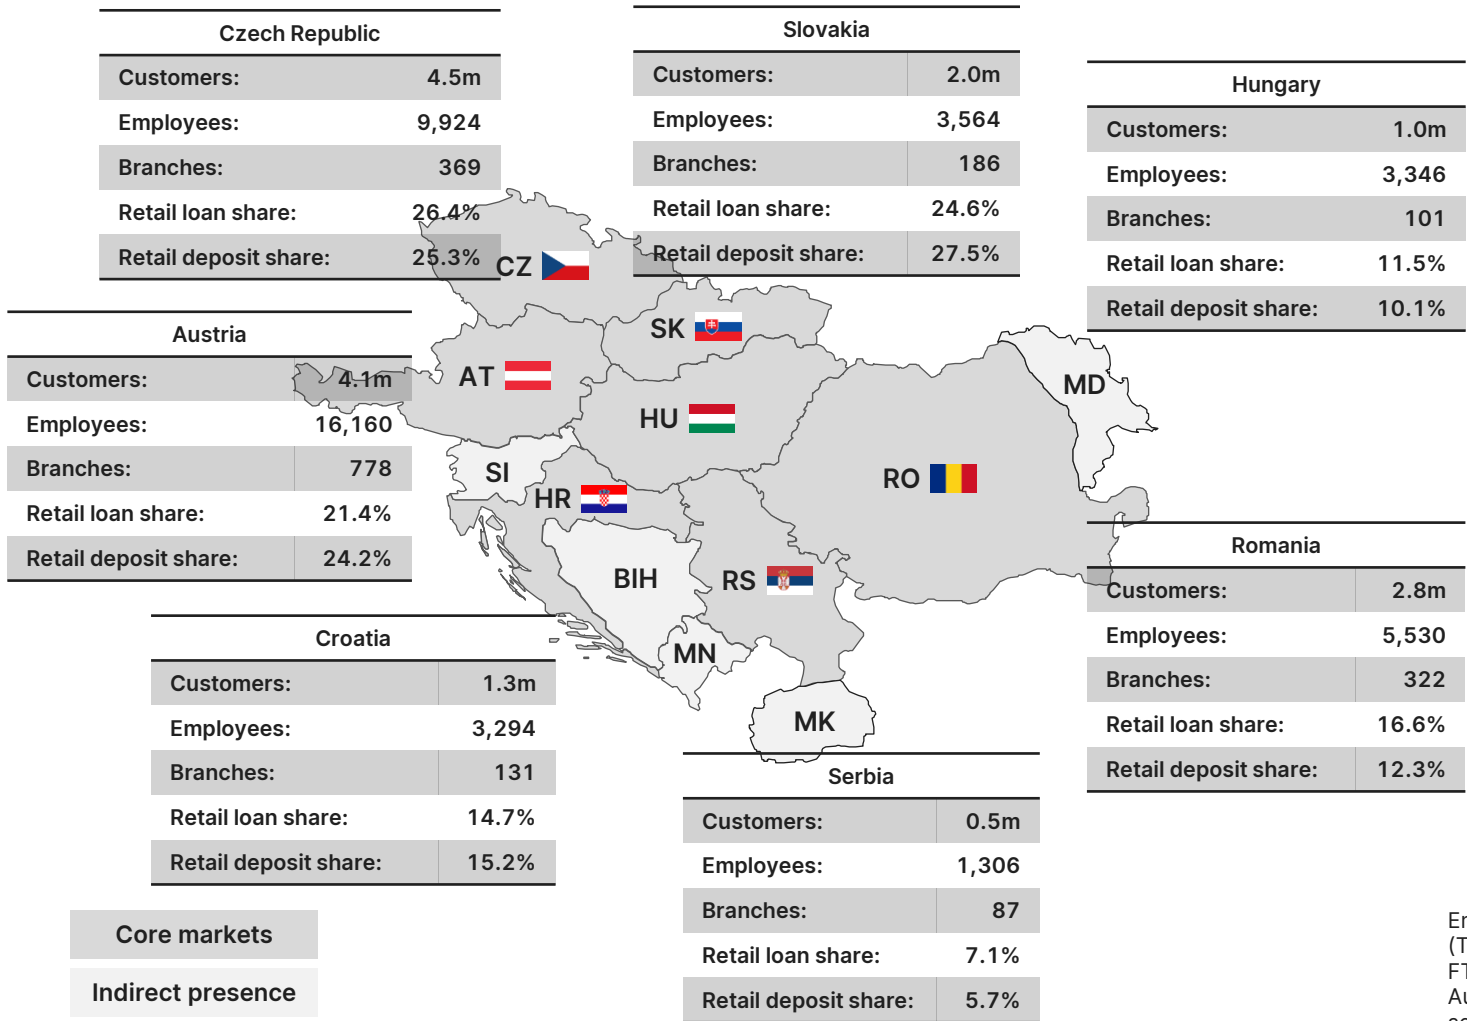 Czech Republic
Customers: 4.5m
Employees: 9,924
Branches: 369
Retail loan share: 26.4%
Retail deposit share: 25.3%
Slovakia
Customers: 2.0m
Employees: 3,564
Branches: 186
Retail loan share: 24.6%
Retail deposit share: 27.5%
Hungary
Customers: 1.0m
Employees: 3,346
Branches: 101
Retail loan share: 11.5%
Retail deposit share: 10.1%
Austria
Customers: 4.1m
Employees: 16,160
Branches: 778
Retail loan share: 21.4%
Retail deposit share: 24.2%
CZ
SK
AT
HU
MD
SI
HR
RO
BIH
RS
MN
MK
Romania
Customers: 2.8m
Employees: 5,530
Branches: 322
Retail loan share: 16.6%
Retail deposit share: 12.3%
Croatia
Customers: 1.3m
Employees: 3,294
Branches: 131
Retail loan share: 14.7%
Retail deposit share: 15.2%
Serbia
Customers: 0.5m
Employees: 1,306
Branches: 87
Retail loan share: 7.1%
Retail deposit share: 5.7%
Core markets
Indirect presence